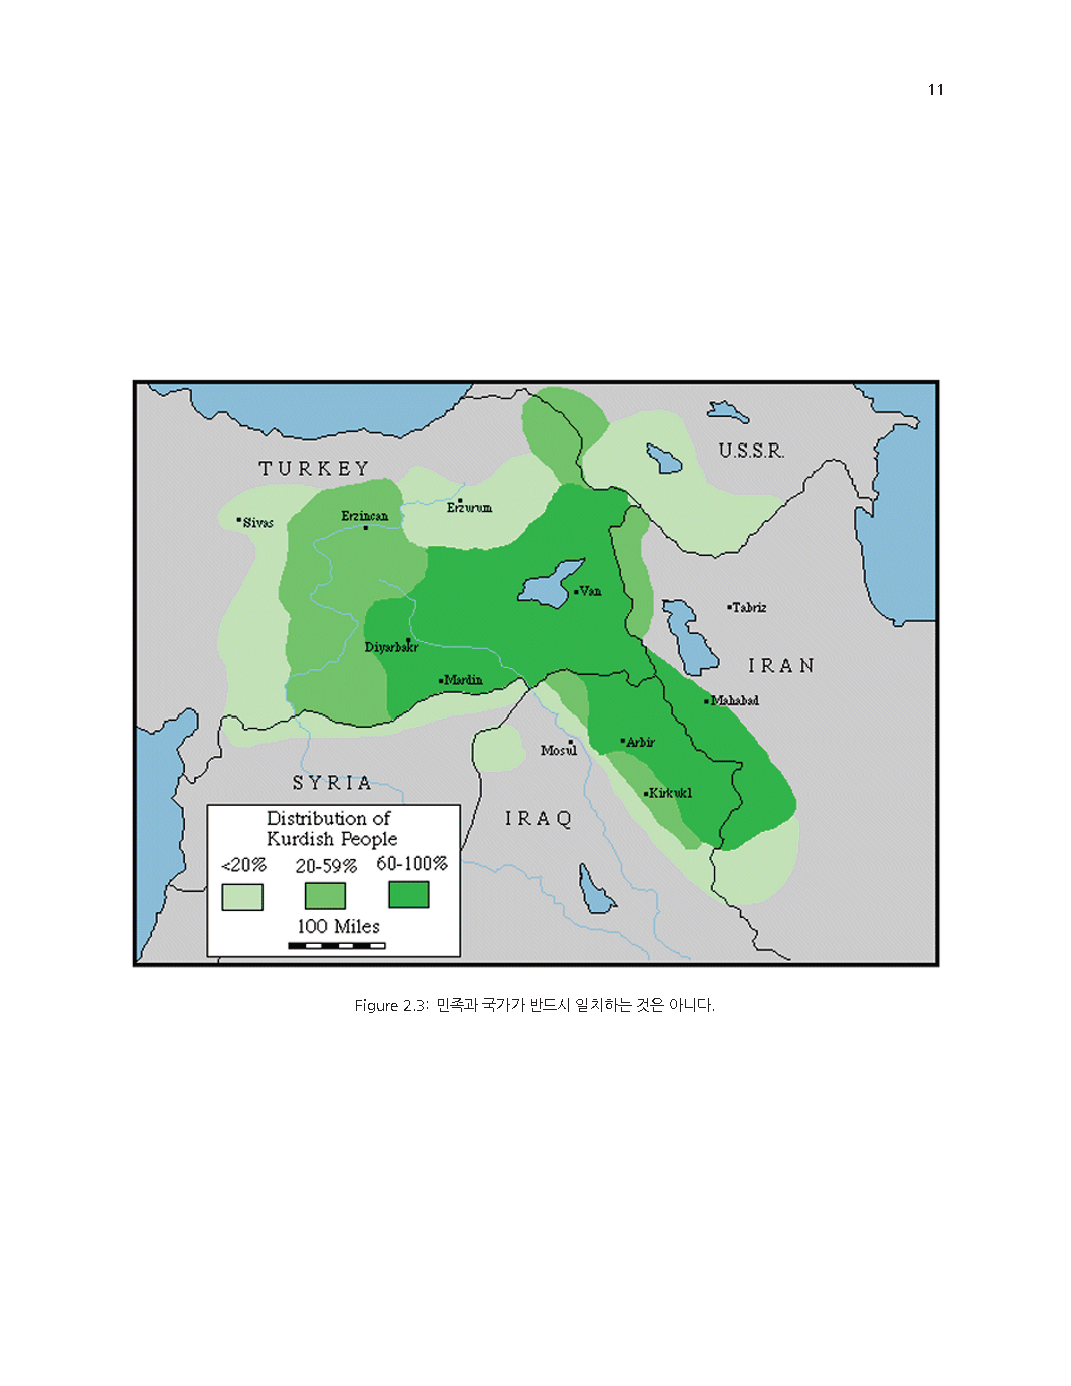 11
TURKEY
U.S.S.R.
Sivas
Erzincan
Erzurum
Van
Tabriz
Diyarbakr
IRAN
Mardin
Mahabad
Mosul
Arbir
SYRIA
Kirkuk1
IRAQ
Distribution of
Kurdish People
<20% 20-59% 60-100%
100 Miles
Figure 2.3: 민족과 국가가 반드시 일치하는 것은 아니다.